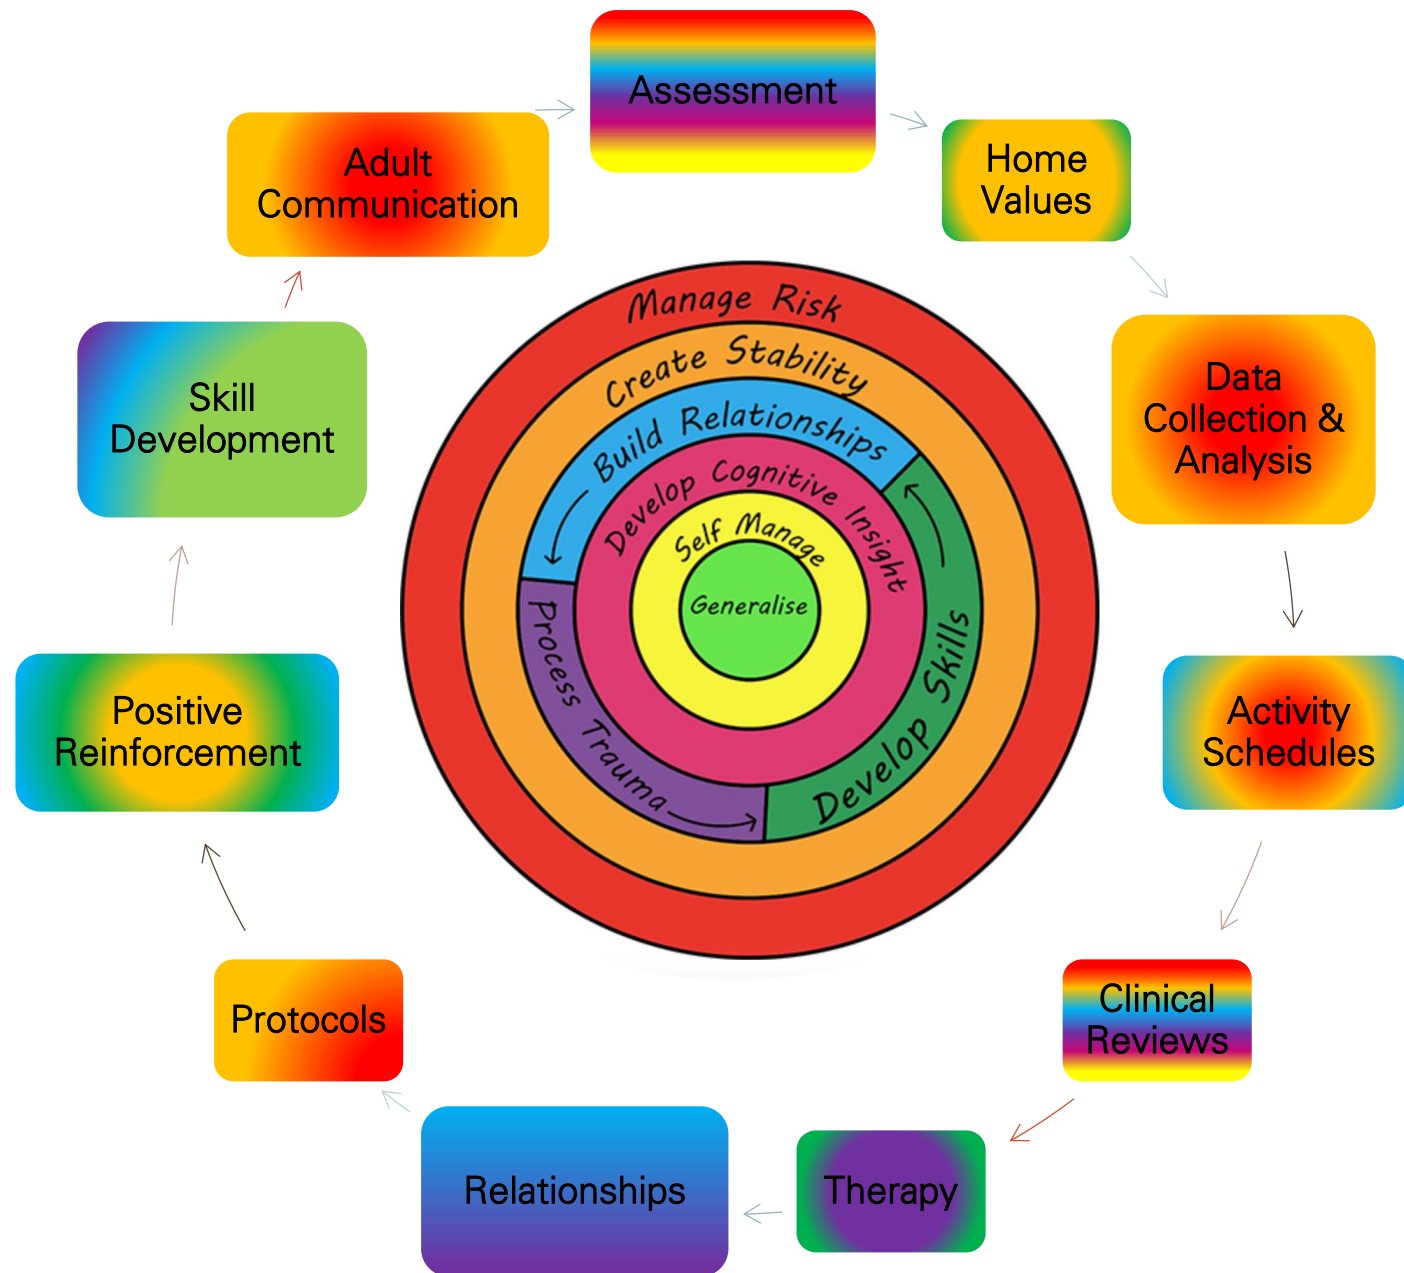 Assessment
Home
Values
Data
Collection &
Analysis
Activity
Schedules
Clinical
Reviews
Therapy
Relationships
Protocols
Positive
Reinforcement
Skill
Development
Adult
Communication
Manage Risk
Create Stability
Build Relationships
Process Trauma
Develop Skills
Develop Cognitive Insight
Self Manage
Generalise